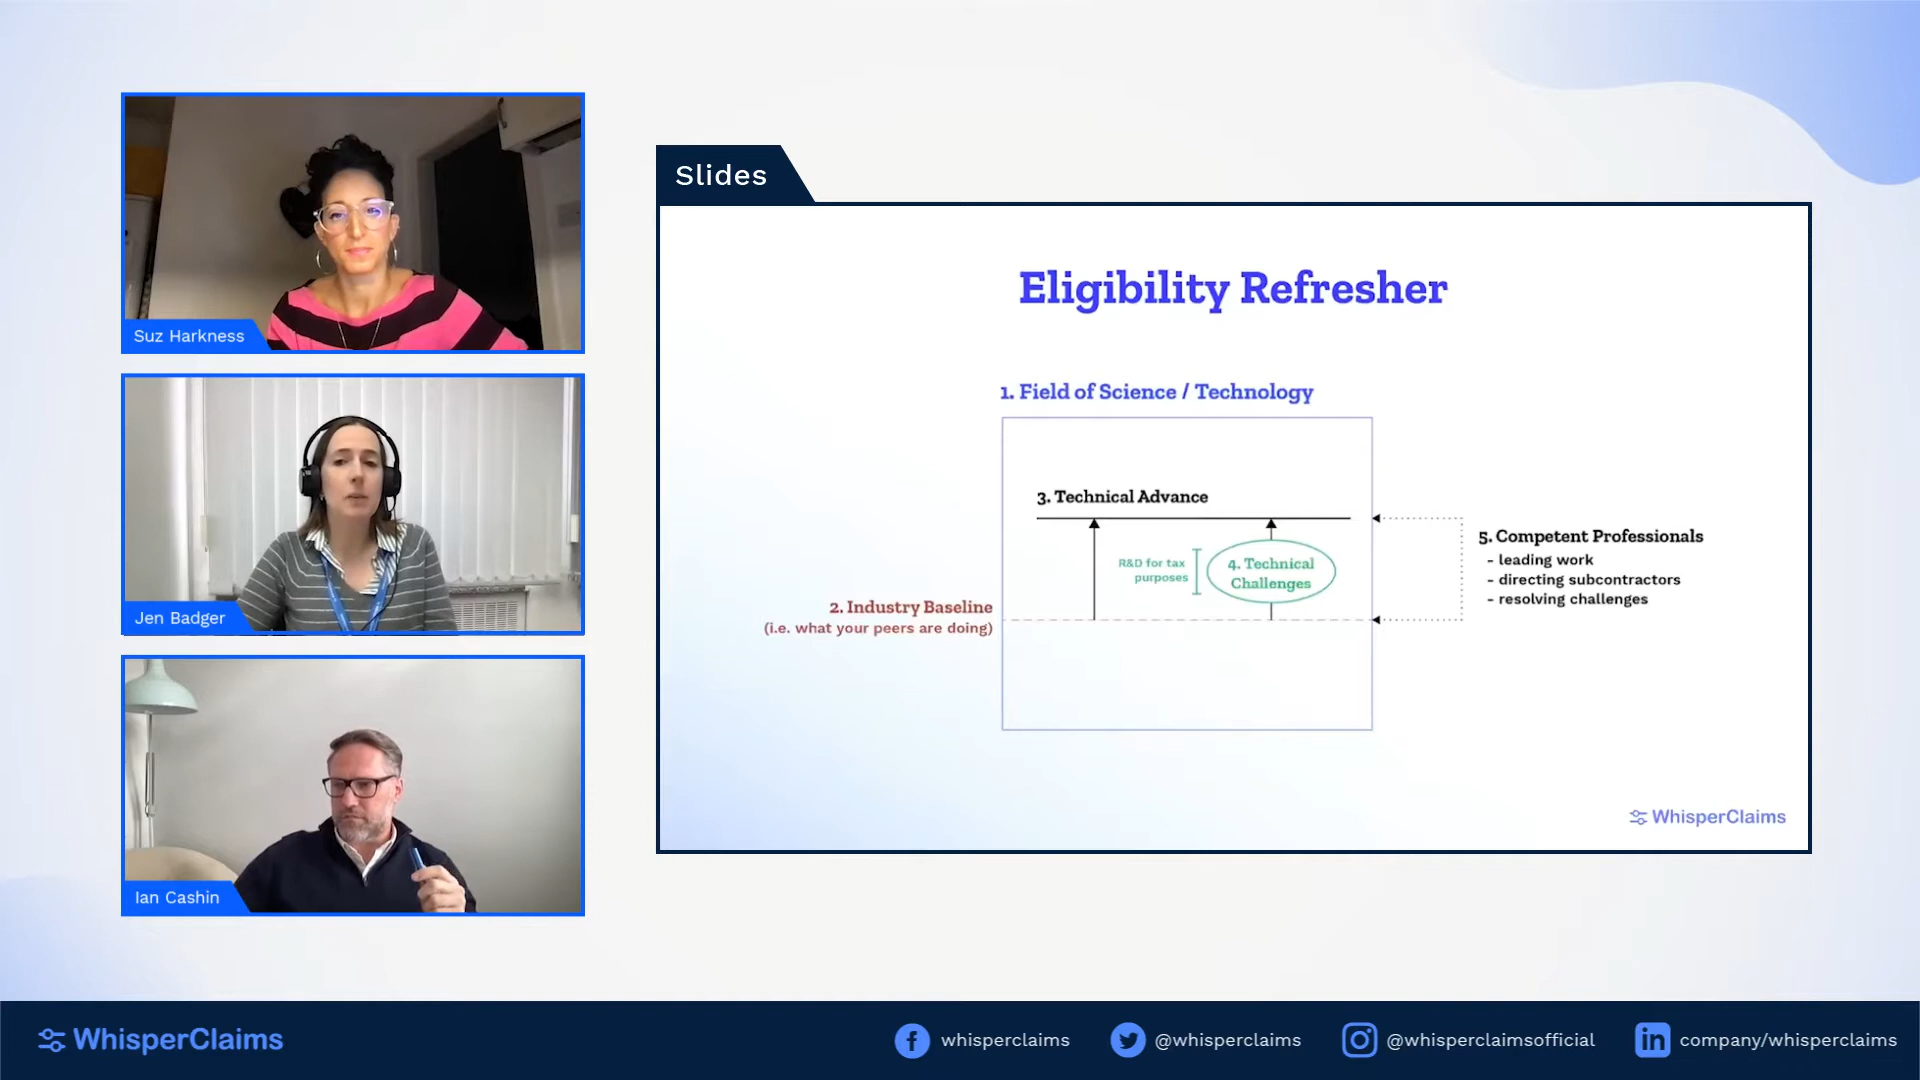 Suz Harkness
Jen Badger
Ian Cashin
Slides
Eligibility Refresher
1. Field of Science / Technology
3. Technical Advance
R&D for tax
purposes
4. Technical
Challenges
2. Industry Baseline
(i.e. what your peers are doing)
5. Competent Professionals
- leading work
- directing subcontractors
- resolving challenges
WhisperClaims
WhisperClaims
whisperclaims
@whisperclaims
@whisperclaimsofficial
company/whisperclaims